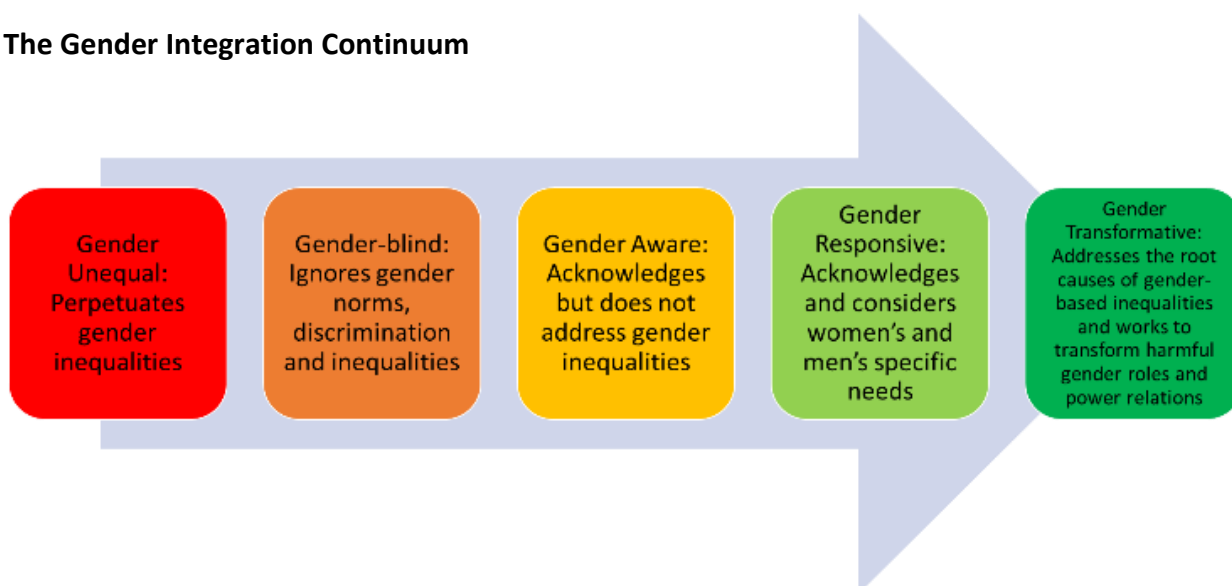 The Gender Integration Continuum
Gender
Unequal:
Perpetuates
gender
inequalities
Gender-blind:
Ignores gender
norms,
discrimination
and inequalities
Gender Aware:
Acknowledges
but does not
address gender
inequalities
Gender
Responsive:
Acknowledges
and considers
women's and
men's specific
needs
Gender
Transformative:
Addresses the root
causes of gender-
based inequalities
and works to
transform harmful
gender roles and
power relations